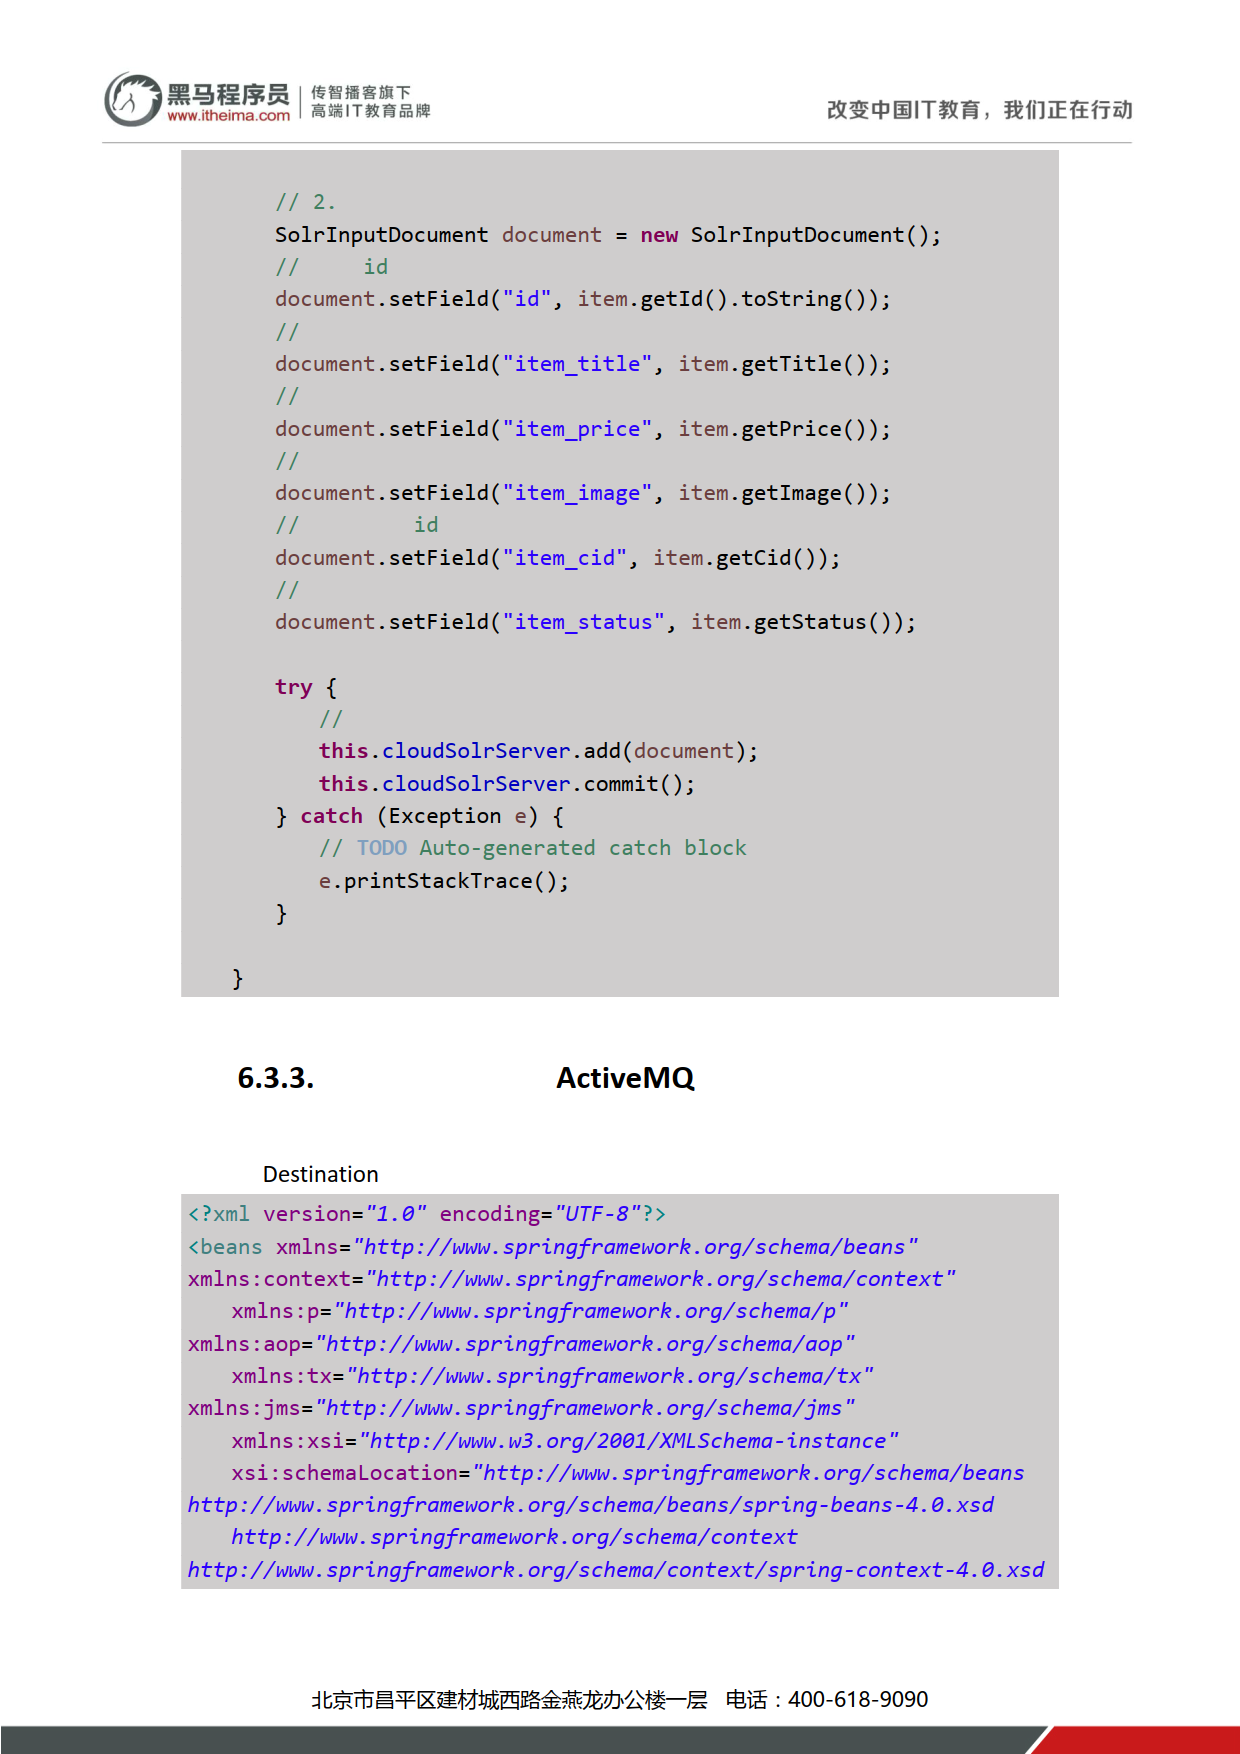 黑马程序员
www.itheima.com
传智播客旗下
高端IT教育品牌
改变中国IT教育，我们正在行动
// 2.
SolrInputDocument document = new SolrInputDocument();
// id
document.setField("id", item.getId().toString());
//
document.setField("item_title", item.getTitle());
//
document.setField("item_price", item.getPrice());
//
document.setField("item_image", item.getImage());
// id
document.setField("item_cid", item.getCid());
//
document.setField("item_status", item.getStatus());
try {
//
this.cloudSolrServer.add(document);
this.cloudSolrServer.commit();
} catch (Exception e) {
// TODO Auto-generated catch block
e.printStackTrace();
}
}
6.3.3. ActiveMQ
Destination
<?xml version="1.0" encoding="UTF-8"?>
<beans xmlns="http://www.springframework.org/schema/beans"
xmlns:context="http://www.springframework.org/schema/context"
xmlns:p="http://www.springframework.org/schema/p"
xmlns:aop="http://www.springframework.org/schema/aop"
xmlns:tx="http://www.springframework.org/schema/tx"
xmlns:jms="http://www.springframework.org/schema/jms"
xmlns:xsi="http://www.w3.org/2001/XMLSchema-instance"
xsi:schemaLocation="http://www.springframework.org/schema/beans
http://www.springframework.org/schema/beans/spring-beans-4.0.xsd
http://www.springframework.org/schema/context
http://www.springframework.org/schema/context/spring-context-4.0.xsd
北京市昌平区建材城西路金燕龙办公楼一层 电话：400-618-9090